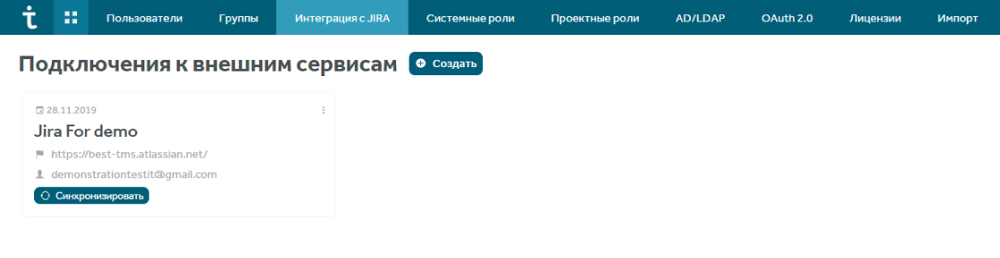 Пользователи Группы Интеграция с JIRA Системные роли Проектные роли AD/LDAP OAuth 2.0 Лицензии Импорт
Подключения к внешним сервисам Создать
28.11.2019
Jira For demo
https://best-tms.atlassian.net/
demonstrationtestit@gmail.com
Синхронизировать